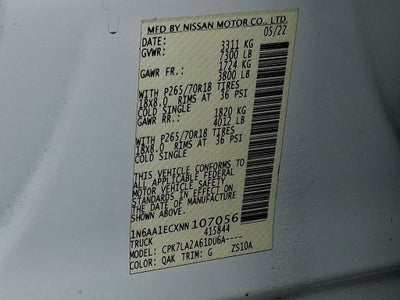 MFD BY NISSAN MOTOR CO., LTD.
DATE: 05/22
GVWR: 3311 KG
7300 LB
GAWR FR.: 1724 KG
3800 LB
WITH P265/70R18 TIRES
18X8.0 RIMS AT 36 PSI
COLD SINGLE
GAWR RR.: 1820 KG
4012 LB
WITH P265/70R18 TIRES
18X8.0 RIMS AT 36 PSI
COLD SINGLE
THIS VEHICLE CONFORMS TO
ALL APPLICABLE FEDERAL
MOTOR VEHICLE SAFETY
STANDARDS IN EFFECT ON
THE DATE OF MANUFACTURE
SHOWN ABOVE.
1N6AA1ECXNN107056
TRUCK 415844
MODEL: CPK7LA2A61DU6A----
COLOR: QAK TRIM: G ZS10A